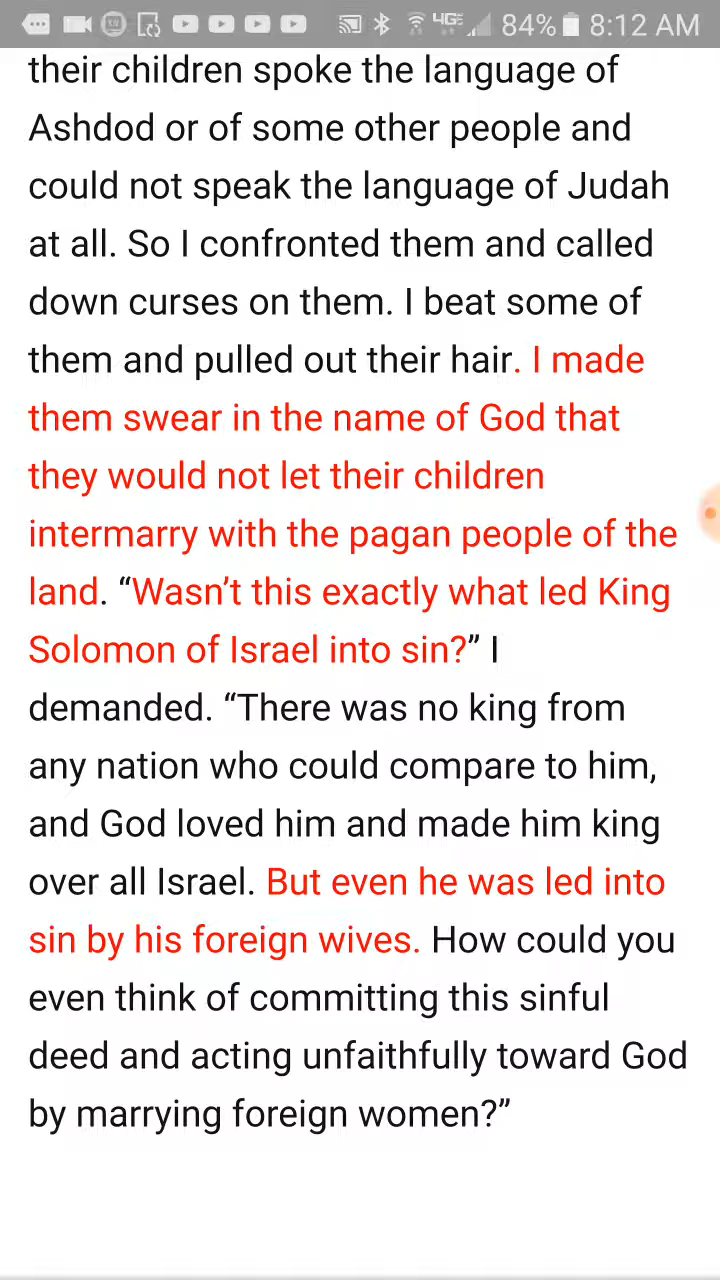 84% 8:12 AM
their children spoke the language of
Ashdod or of some other people and
could not speak the language of Judah
at all. So I confronted them and called
down curses on them. I beat some of
them and pulled out their hair. I made
them swear in the name of God that
they would not let their children
intermarry with the pagan people of the
land. “Wasn’t this exactly what led King
Solomon of Israel into sin?” I
demanded. “There was no king from
any nation who could compare to him,
and God loved him and made him king
over all Israel. But even he was led into
sin by his foreign wives. How could you
even think of committing this sinful
deed and acting unfaithfully toward God
by marrying foreign women?”